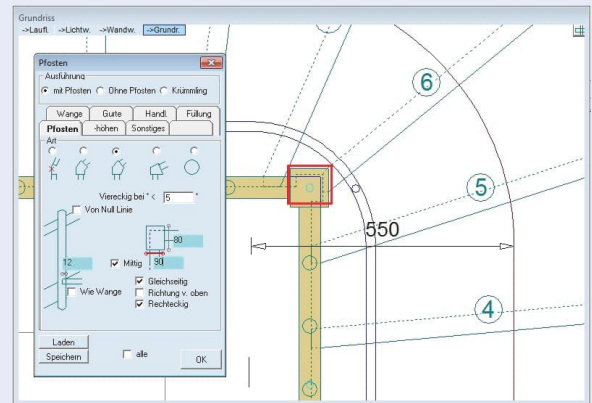 Grundriss
->Laufl. ->Lichtw. ->Wandw. ->Grundr.
Pfosten
Ausführung
mit Pfosten Ohne Pfosten Krümmling
Wange Gurte Handl. Füllung
Pfosten -höhen Sonstiges
Art
Viereckig bei ° < 5 °
Von Null Linie
80
12 Mittig 90
Gleichseitig
Wie Wange Richtung v. oben
Rechteckig
Laden
Speichern alle OK
6
5
550
4